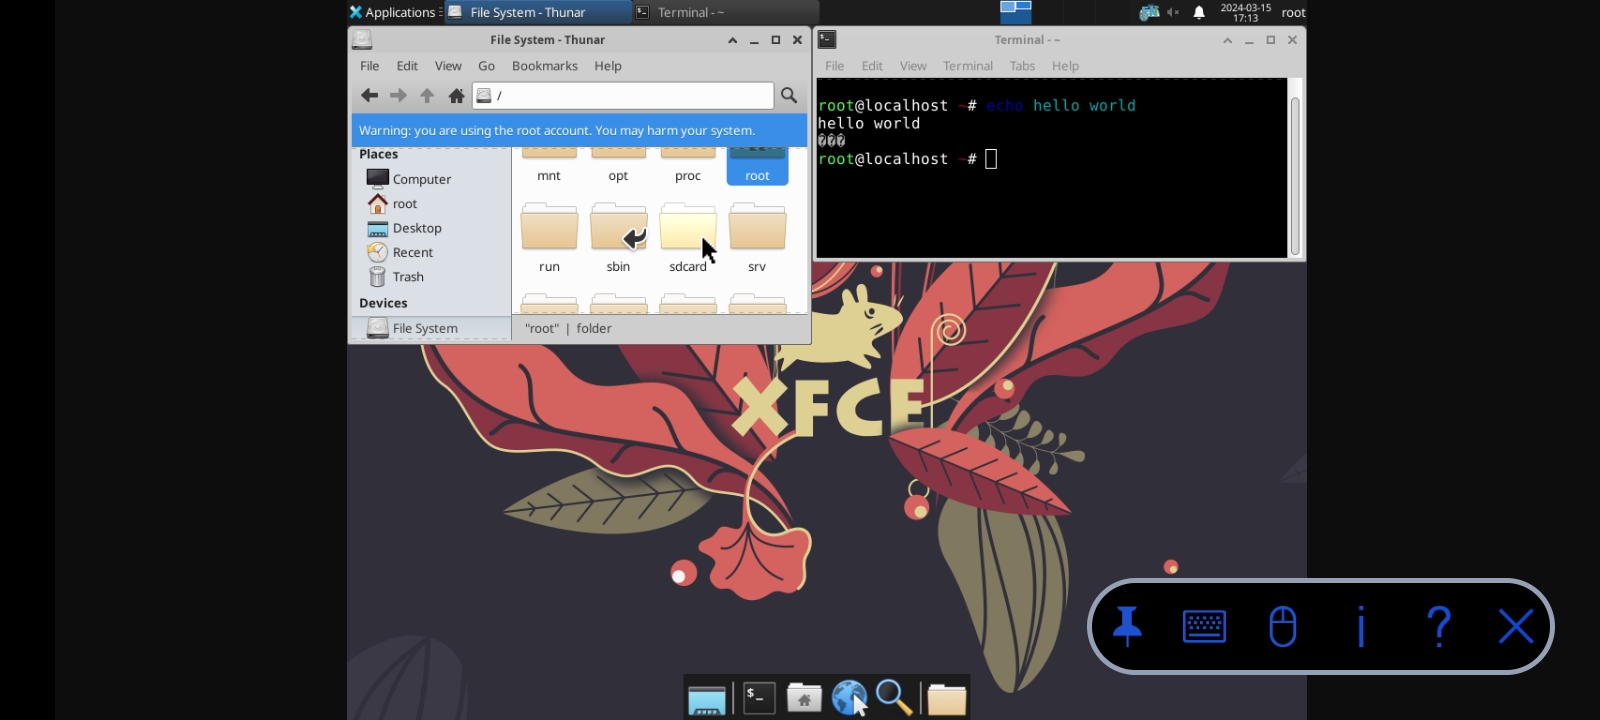 Applications
File System - Thunar
Terminal - ~
2024-03-15
17:13
root
File System - Thunar
File Edit View Go Bookmarks Help
/
Warning: you are using the root account. You may harm your system.
Places
Computer
root
Desktop
Recent
Trash
Devices
File System
mnt opt proc root
run sbin sdcard srv
"root" | folder
Terminal - ~
File Edit View Terminal Tabs Help
root@localhost ~# echo hello world
hello world
���
root@localhost ~#
XFCE
$_
i ?